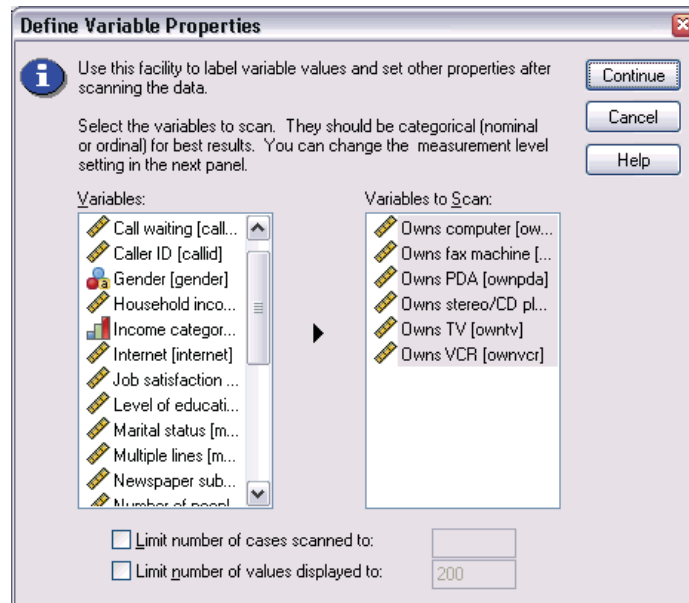 Define Variable Properties
Use this facility to label variable values and set other properties after
scanning the data.
Continue
Cancel
Help
Select the variables to scan. They should be categorical (nominal
or ordinal) for best results. You can change the measurement level
setting in the next panel.
Variables:
Call waiting [call...
Caller ID [callid]
Gender [gender]
Household inco...
Income categor...
Internet [internet]
Job satisfaction ...
Level of educati...
Marital status [m...
Multiple lines [m...
Newspaper sub...
Number of peopl...
Variables to Scan:
Owns computer [ow...
Owns fax machine [...
Owns PDA [ownpda]
Owns stereo/CD pl...
Owns TV [owntv]
Owns VCR [ownvcr]
Limit number of cases scanned to:
Limit number of values displayed to:
200